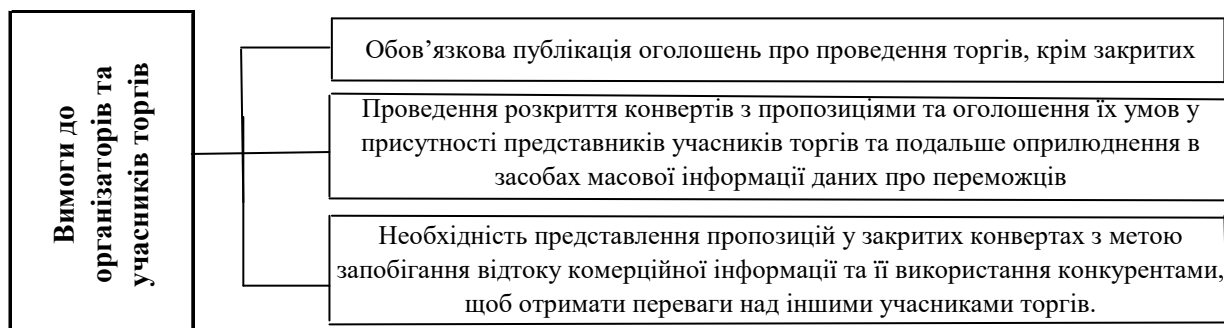 Вимоги до
організаторів та
учасників торгів
Обов’язкова публікація оголошень про проведення торгів, крім закритих
Проведення розкриття конвертів з пропозиціями та оголошення їх умов у
присутності представників учасників торгів та подальше оприлюднення в
засобах масової інформації даних про переможців
Необхідність представлення пропозицій у закритих конвертах з метою
запобігання відтоку комерційної інформації та її використання конкурентами,
щоб отримати переваги над іншими учасниками торгів.